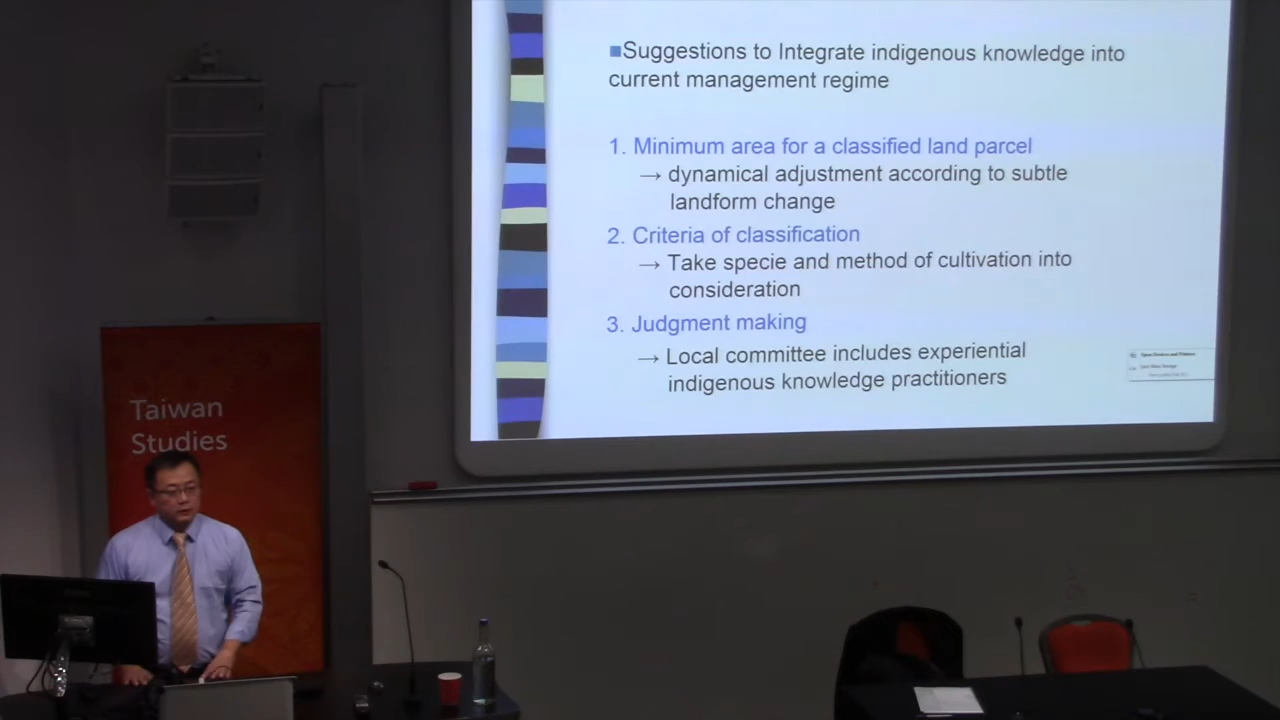 ■Suggestions to Integrate indigenous knowledge into
current management regime
1. Minimum area for a classified land parcel
→ dynamical adjustment according to subtle
landform change
2. Criteria of classification
→ Take specie and method of cultivation into
consideration
3. Judgment making
→ Local committee includes experiential
indigenous knowledge practitioners
Taiwan
Studies